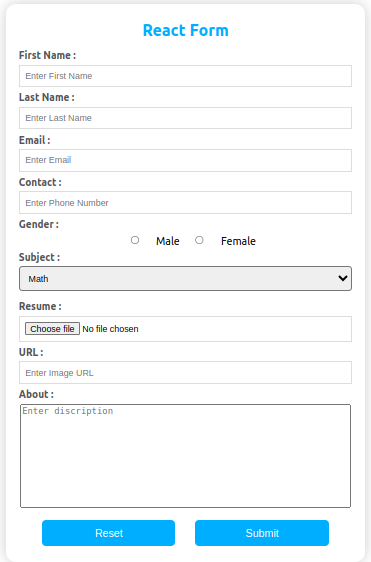 React Form
First Name :
Enter First Name
Last Name :
Enter Last Name
Email :
Enter Email
Contact :
Enter Phone Number
Gender :
Male Female
Subject :
Math
Resume :
Choose file No file chosen
URL :
Enter Image URL
About :
Enter discription
Reset Submit